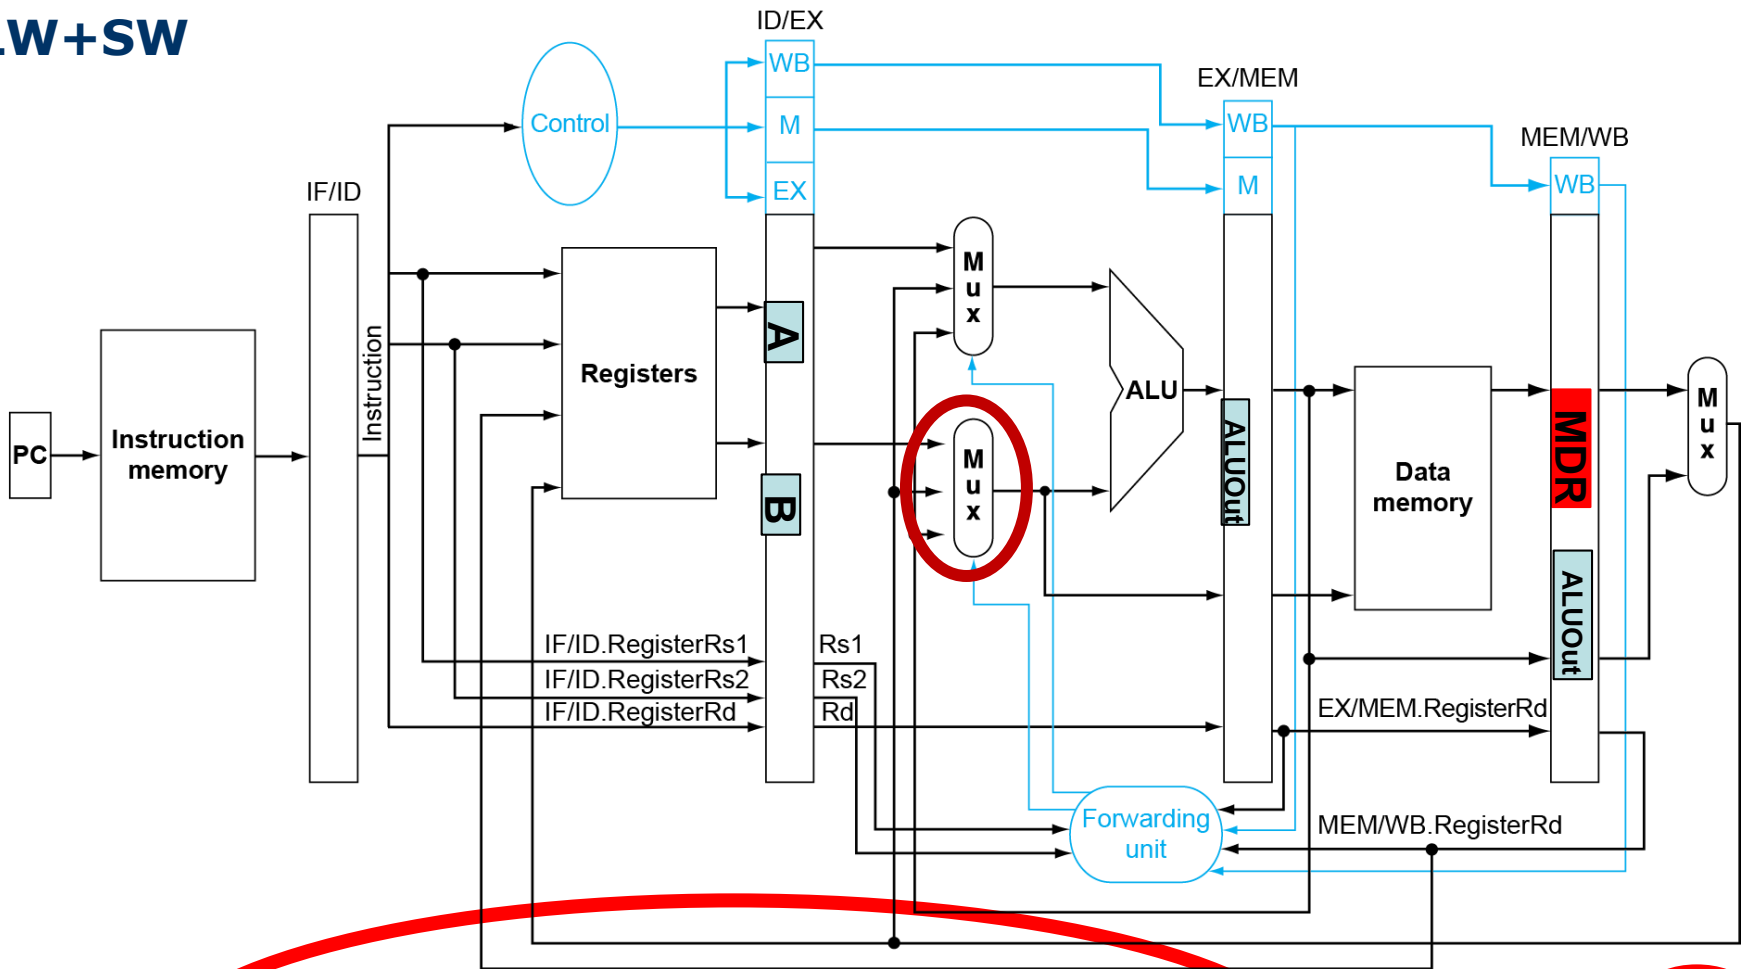 LW+SW
ID/EX
WB
M
EX
Control
EX/MEM
WB
M
MEM/WB
WB
IF/ID
PC
Instruction
memory
Instruction
Registers
A
B
M
u
x
M
u
x
ALU
ALUOut
Data
memory
MDR
ALUOut
M
u
x
IF/ID.RegisterRs1
IF/ID.RegisterRs2
IF/ID.RegisterRd
Rs1
Rs2
Rd
EX/MEM.RegisterRd
Forwarding
unit
MEM/WB.RegisterRd